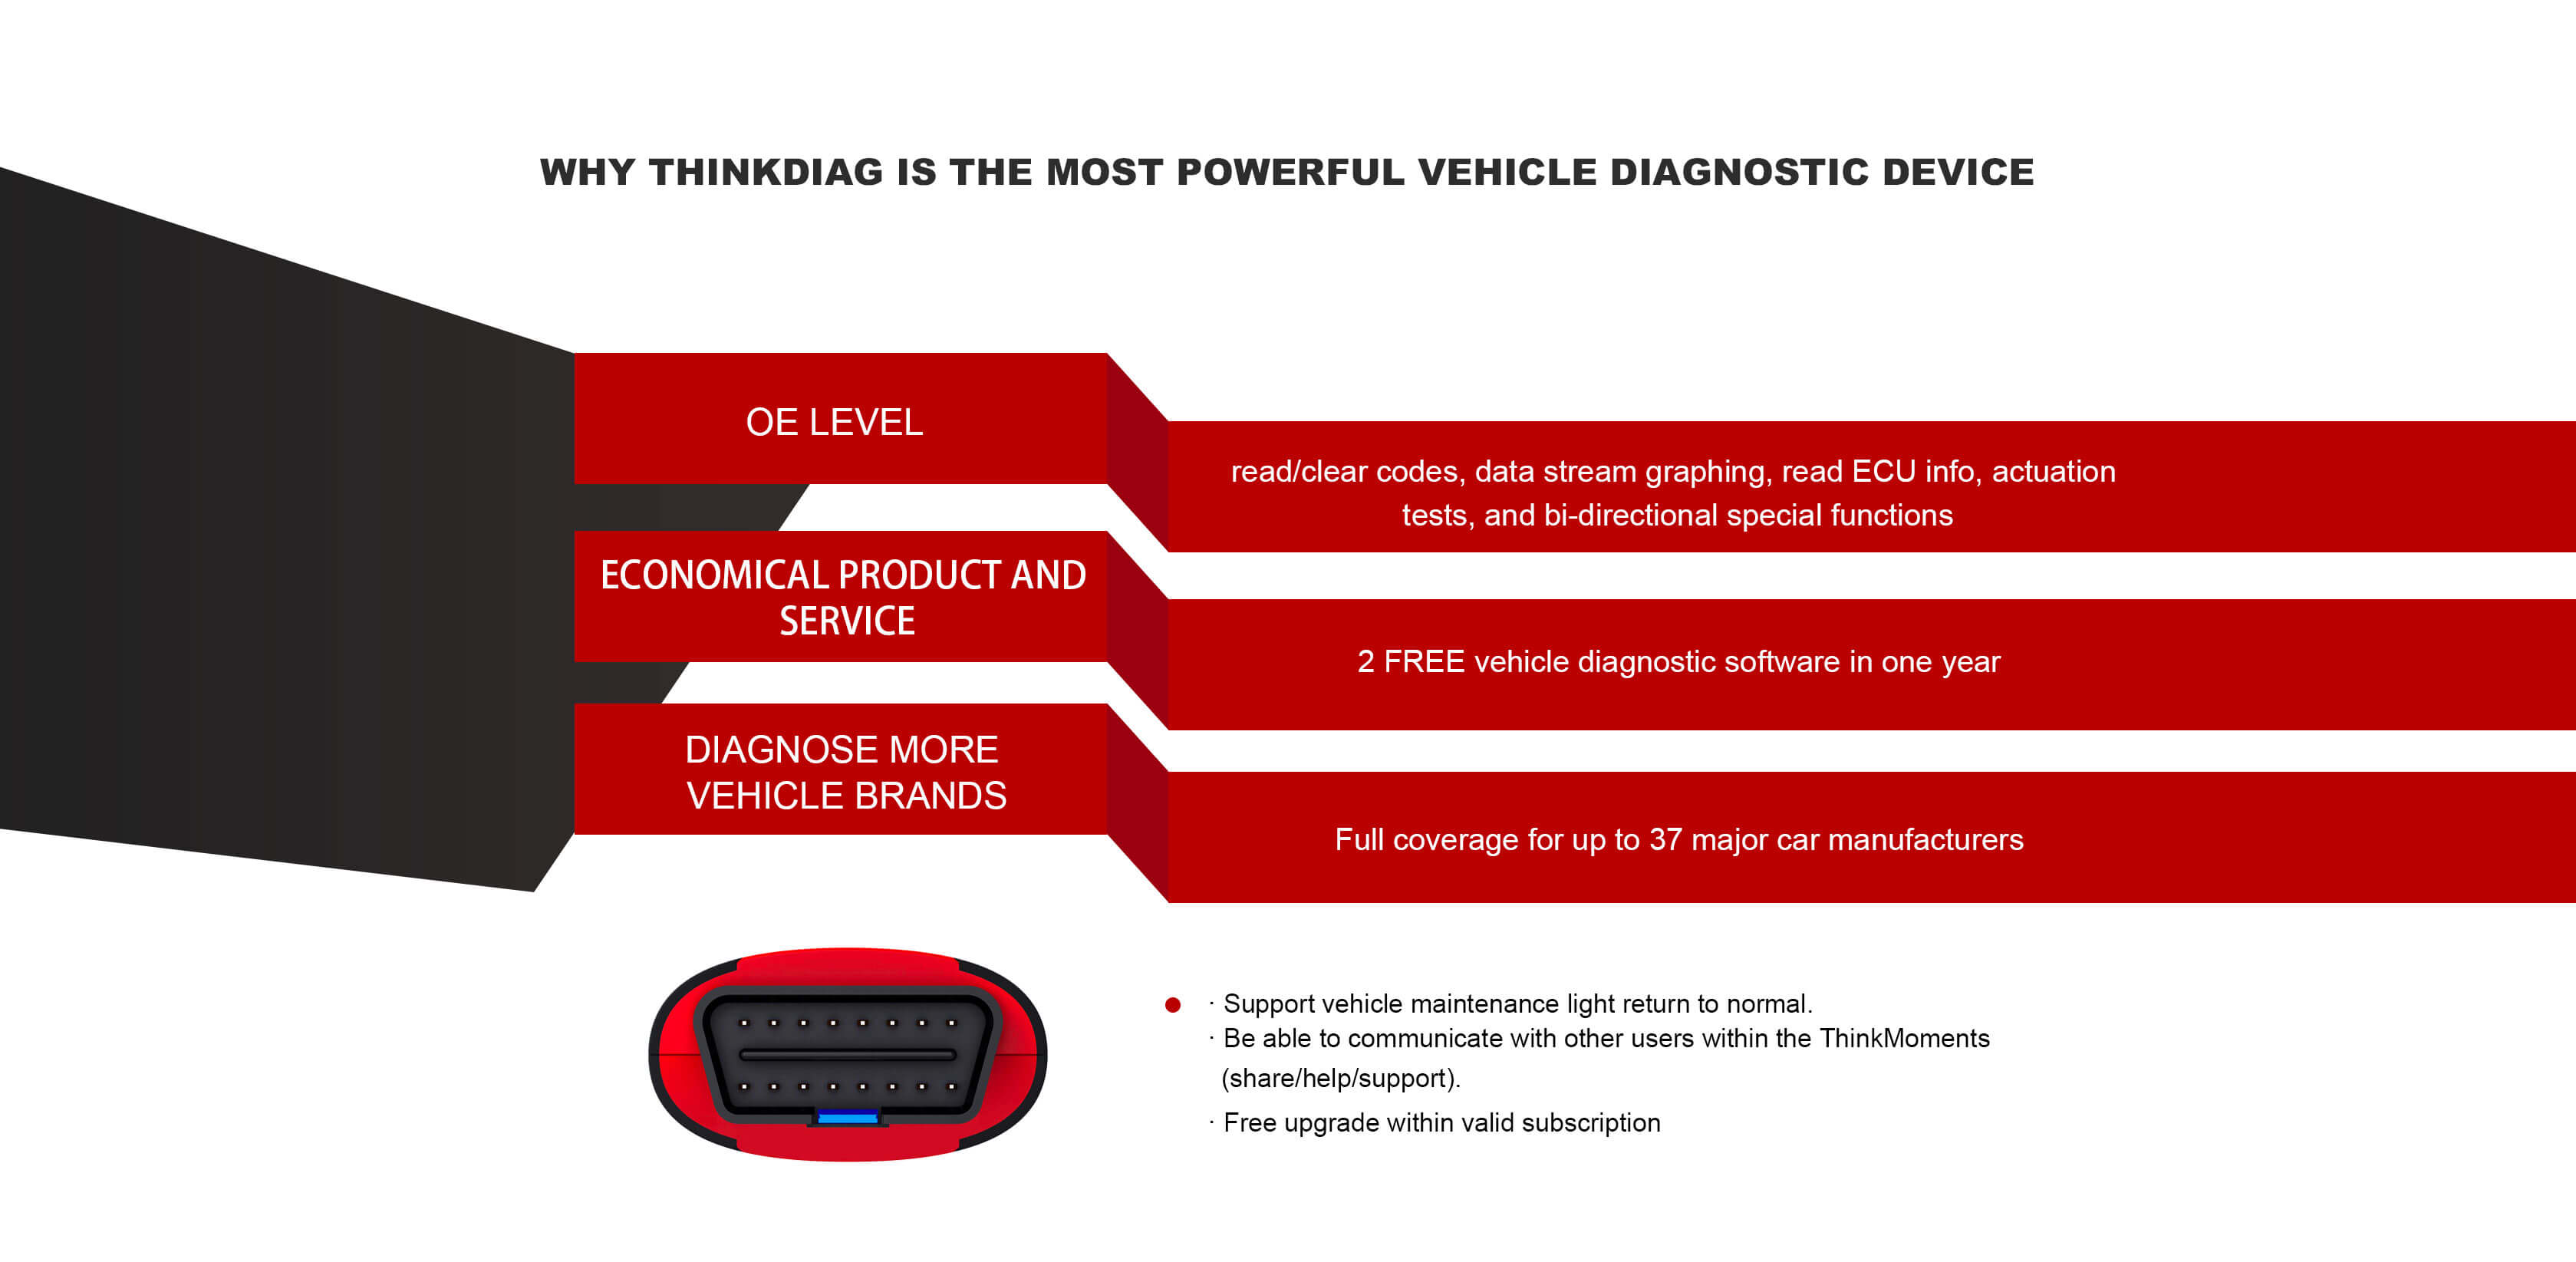 WHY THINKDIAG IS THE MOST POWERFUL VEHICLE DIAGNOSTIC DEVICE
OE LEVEL
read/clear codes, data stream graphing, read ECU info, actuation
tests, and bi-directional special functions
ECONOMICAL PRODUCT AND
SERVICE
2 FREE vehicle diagnostic software in one year
DIAGNOSE MORE
VEHICLE BRANDS
Full coverage for up to 37 major car manufacturers
· Support vehicle maintenance light return to normal.
· Be able to communicate with other users within the ThinkMoments
(share/help/support).
· Free upgrade within valid subscription